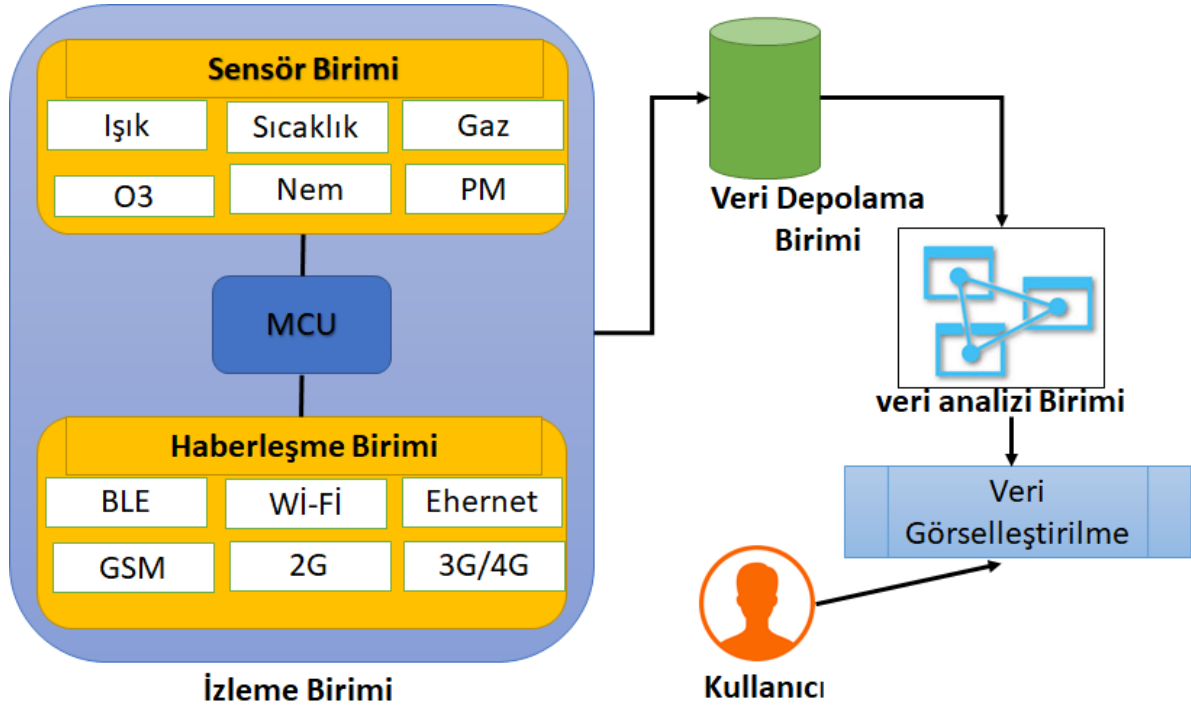 Sensör Birimi
Işık
Sıcaklık
Gaz
O3
Nem
PM
MCU
Haberleşme Birimi
BLE
Wİ-Fİ
Ehernet
GSM
2G
3G/4G
İzleme Birimi
Veri Depolama
Birimi
veri analizi Birimi
Veri
Görselleştirilme
Kullanıcı